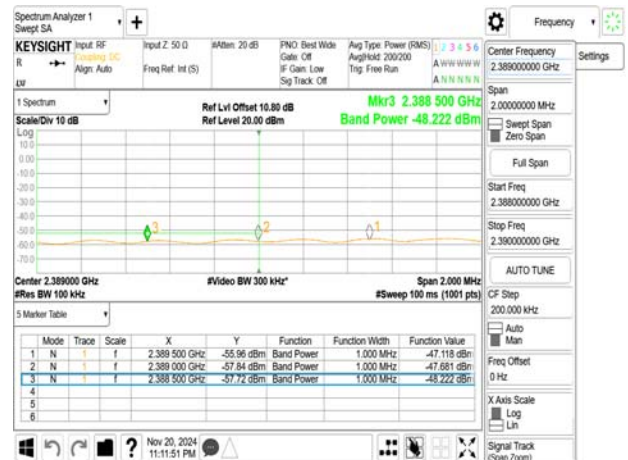 Spectrum Analyzer 1
Swept SA
Frequency
KEYSIGHT
Input: RF
Coupling: DC
Align: Auto
Input Z: 50 Ω
Freq Ref: Int (S)
#Atten: 20 dB
PNO: Best Wide
Gate: Off
IF Gain: Low
Sig Track: Off
Avg Type: Power (RMS)
Avg|Hold: 200/200
Trig: Free Run
1 2 3 4 5 6
A W W W W W
A N N N N N
R
LXI
Center Frequency
2.389000000 GHz
Settings
Span
2.00000000 MHz
Swept Span
Zero Span
Full Span
Start Freq
2.388000000 GHz
Stop Freq
2.390000000 GHz
AUTO TUNE
CF Step
200.000 kHz
Auto
Man
Freq Offset
0 Hz
X Axis Scale
Log
Lin
Signal Track
(Span Zoom)
1 Spectrum
Scale/Div 10 dB
Log
Ref Lvl Offset 10.80 dB
Ref Level 20.00 dBm
Mkr3 2.388 500 GHz
Band Power -48.222 dBm
10.0
0.00
-10.0
-20.0
-30.0
-40.0
-50.0
-60.0
-70.0
3
2
1
Center 2.389000 GHz
#Video BW 300 kHz*
Span 2.000 MHz
#Res BW 100 kHz
#Sweep 100 ms (1001 pts)
5 Marker Table
Mode Trace Scale X Y Function Function Width Function Value
1 N 1 f 2.389 500 GHz -55.96 dBm Band Power 1.000 MHz -47.118 dBm
2 N 1 f 2.389 000 GHz -57.84 dBm Band Power 1.000 MHz -47.681 dBm
3 N 1 f 2.388 500 GHz -57.72 dBm Band Power 1.000 MHz -48.222 dBm
4
5
6
?
Nov 20, 2024
11:11:51 PM